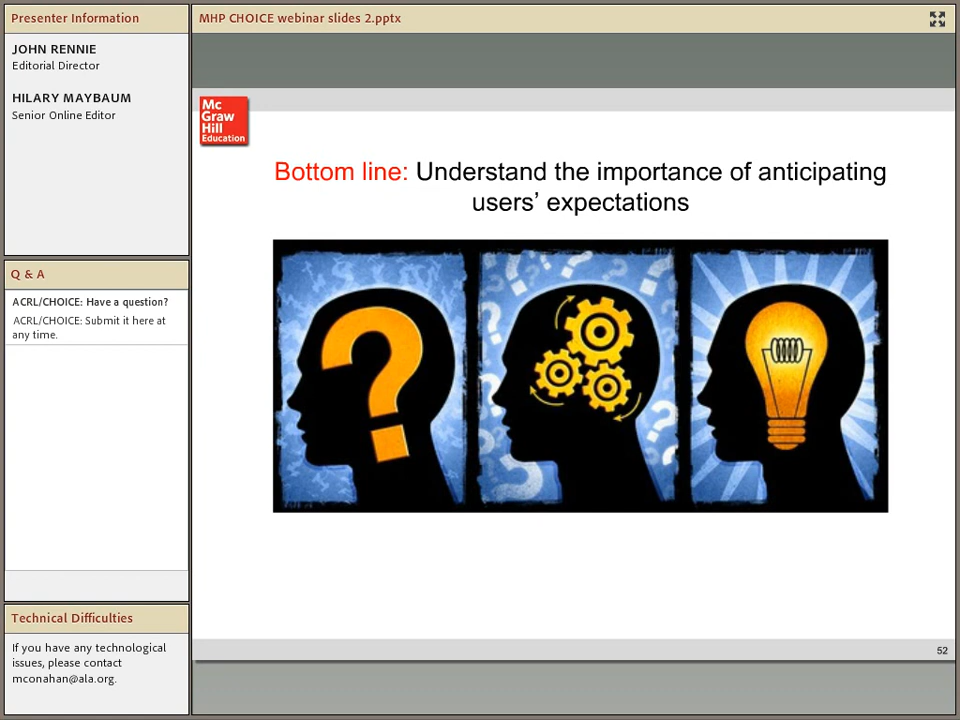 Presenter Information
JOHN RENNIE
Editorial Director
HILARY MAYBAUM
Senior Online Editor
Q & A
ACRL/CHOICE: Have a question?
ACRL/CHOICE: Submit it here at
any time.
Technical Difficulties
If you have any technological
issues, please contact
mconahan@ala.org.
MHP CHOICE webinar slides 2.pptx
Mc
Graw
Hill
Education
Bottom line: Understand the importance of anticipating
users’ expectations
52